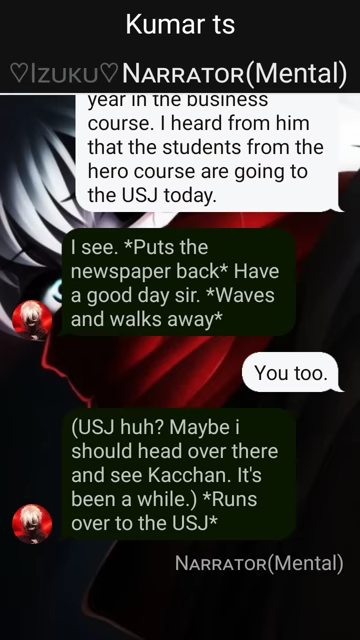 Kumar ts
♡Izuku♡ Narrator(Mental)
year in the business
course. I heard from him
that the students from the
hero course are going to
the USJ today.
I see. *Puts the
newspaper back* Have
a good day sir. *Waves
and walks away*
You too.
(USJ huh? Maybe i
should head over there
and see Kacchan. It's
been a while.) *Runs
over to the USJ*
Narrator(Mental)